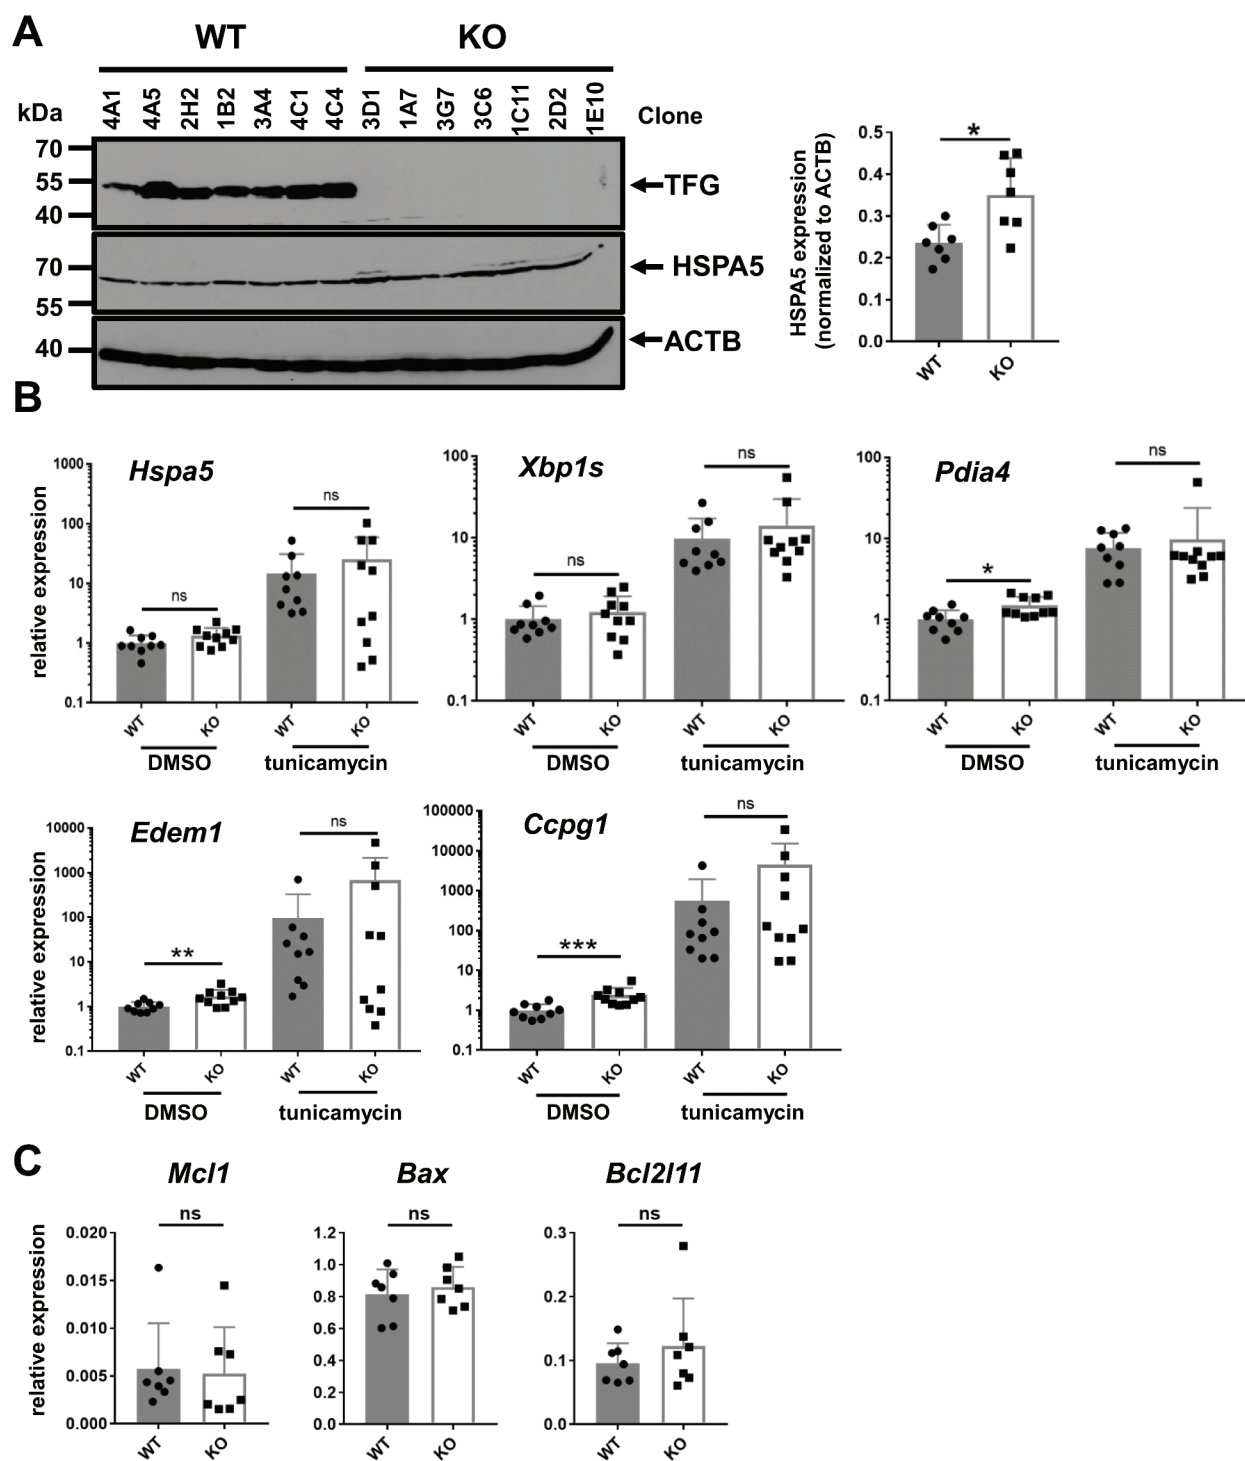 A
WT
KO
kDa
4A1
4A5
2H2
1B2
3A4
4C1
4C4
3D1
1A7
3G7
3C6
1C11
2D2
1E10
Clone
70
55
40
TFG
70
55
HSPA5
40
ACTB
HSPA5 expression
(normalized to ACTB)
0.5
0.4
0.3
0.2
0.1
0.0
*
WT
KO
B
relative expression
Hspa5
1000
100
10
1
0.1
ns
ns
WT
KO
WT
KO
DMSO
tunicamycin
Xbp1s
100
10
1
0.1
ns
ns
WT
KO
WT
KO
DMSO
tunicamycin
Pdia4
100
10
1
0.1
*
ns
WT
KO
WT
KO
DMSO
tunicamycin
relative expression
Edem1
10000
1000
100
10
1
0.1
**
ns
WT
KO
WT
KO
DMSO
tunicamycin
Ccpg1
100000
10000
1000
100
10
1
0.1
***
ns
WT
KO
WT
KO
DMSO
tunicamycin
C
relative expression
Mcl1
0.020
0.015
0.010
0.005
0.000
ns
WT
KO
Bax
1.2
1.0
0.8
0.6
0.4
0.2
0.0
ns
WT
KO
Bcl2l11
0.3
0.2
0.1
0.0
ns
WT
KO